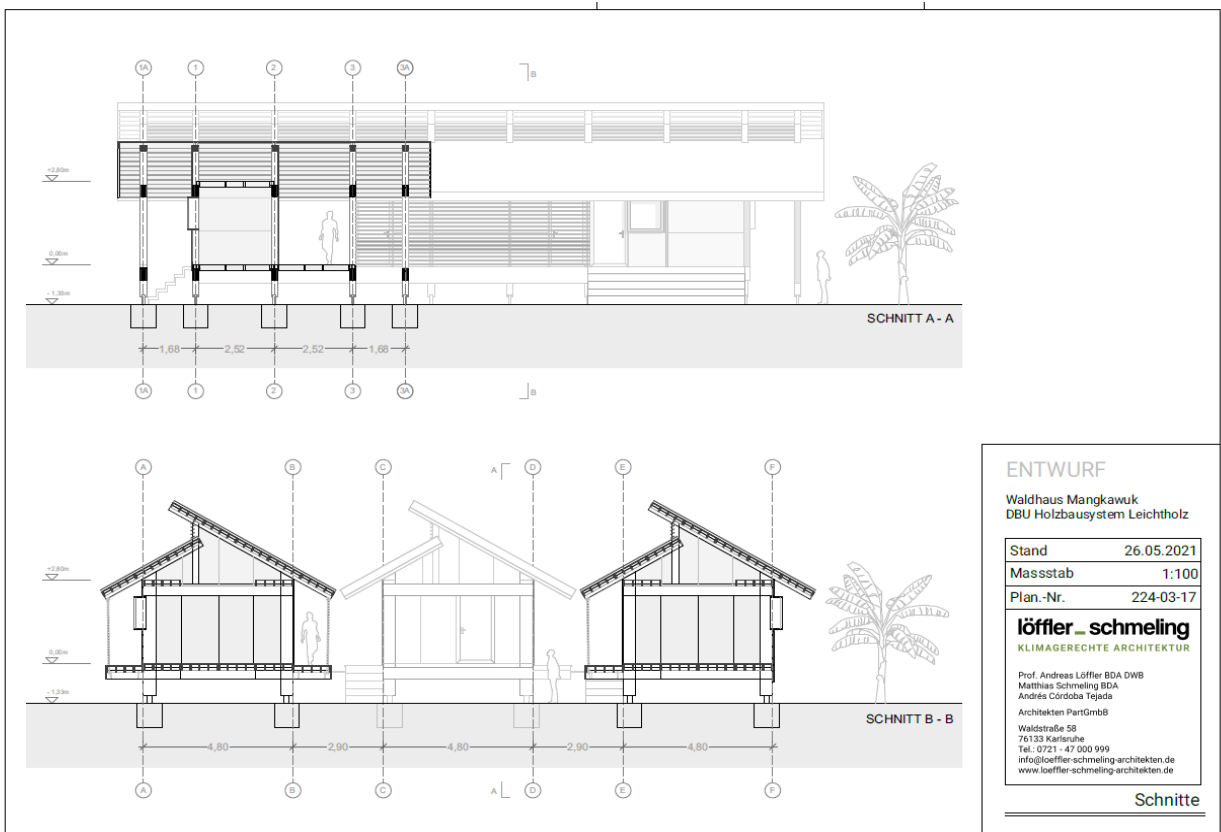 1A 1 2 3 3A
B
+2,80m
0,00m
- 1,30m
SCHNITT A - A
1,68 2,52 2,52 1,68
1A 1 2 3 3A
B
A B C A D E F
+2,80m
0,00m
- 1,23m
SCHNITT B - B
4,80 2,90 4,80 2,90 4,80
A B C A D E F
ENTWURF
Waldhaus Mangkawuk
DBU Holzbausystem Leichtholz
Stand 26.05.2021
Massstab 1:100
Plan.-Nr. 224-03-17
löffler_schmeling
KLIMAGERECHTE ARCHITEKTUR
Prof. Andreas Löffler BDA DWB
Matthias Schmeling BDA
Andrés Córdoba Tejada
Architekten PartGmbB
Waldstraße 58
76133 Karlsruhe
Tel.: 0721 - 47 000 999
info@loeffler-schmeling-architekten.de
www.loeffler-schmeling-architekten.de
Schnitte